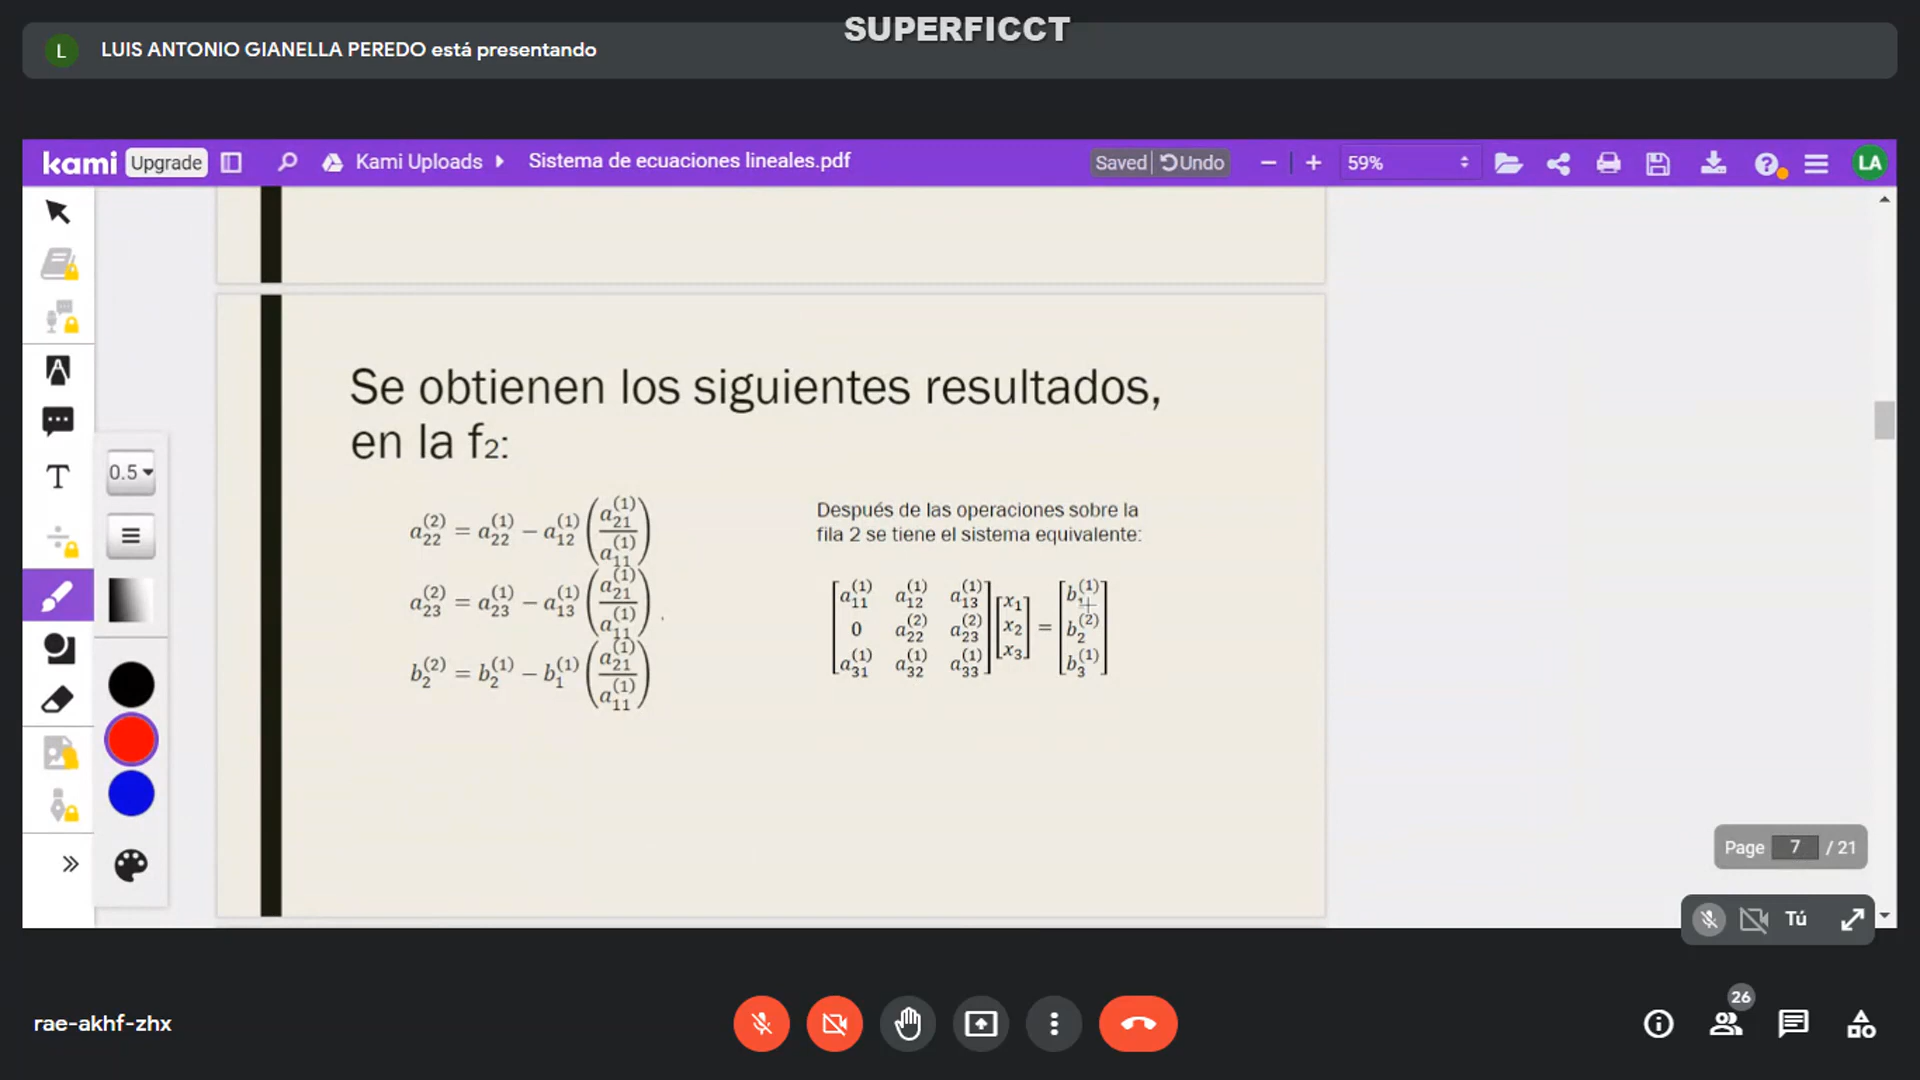 SUPERFICCT
L LUIS ANTONIO GIANELLA PEREDO está presentando
kami Upgrade Kami Uploads Sistema de ecuaciones lineales.pdf Saved Undo − + 59% LA
Se obtienen los siguientes resultados,
en la f₂:
a₂₂⁽²⁾ = a₂₂⁽¹⁾ − a₁₂⁽¹⁾ (a₂₁⁽¹⁾ / a₁₁⁽¹⁾)
a₂₃⁽²⁾ = a₂₃⁽¹⁾ − a₁₃⁽¹⁾ (a₂₁⁽¹⁾ / a₁₁⁽¹⁾)
b₂⁽²⁾ = b₂⁽¹⁾ − b₁⁽¹⁾ (a₂₁⁽¹⁾ / a₁₁⁽¹⁾)
Después de las operaciones sobre la
fila 2 se tiene el sistema equivalente:
[a₁₁⁽¹⁾ a₁₂⁽¹⁾ a₁₃⁽¹⁾] [x₁] [b₁⁽¹⁾]
[0 a₂₂⁽²⁾ a₂₃⁽²⁾] [x₂] = [b₂⁽²⁾]
[a₃₁⁽¹⁾ a₃₂⁽¹⁾ a₃₃⁽¹⁾] [x₃] [b₃⁽¹⁾]
T
0.5
Page 7 / 21
Tú
rae-akhf-zhx
26